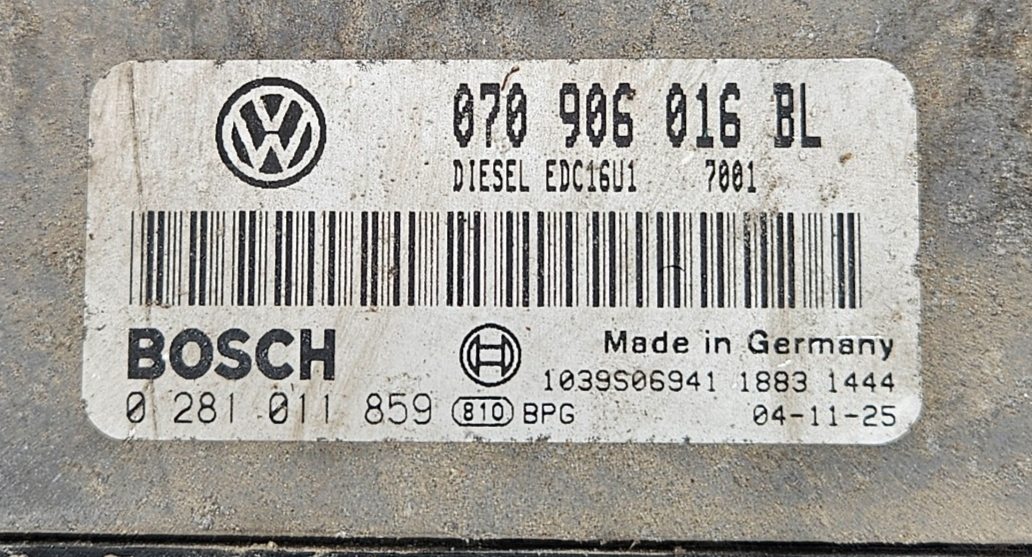 070 906 016 BL
DIESEL EDC16U1 7001
BOSCH
Made in Germany
1039S06941 1883 1444
0 281 011 859 810 BPG 04-11-25